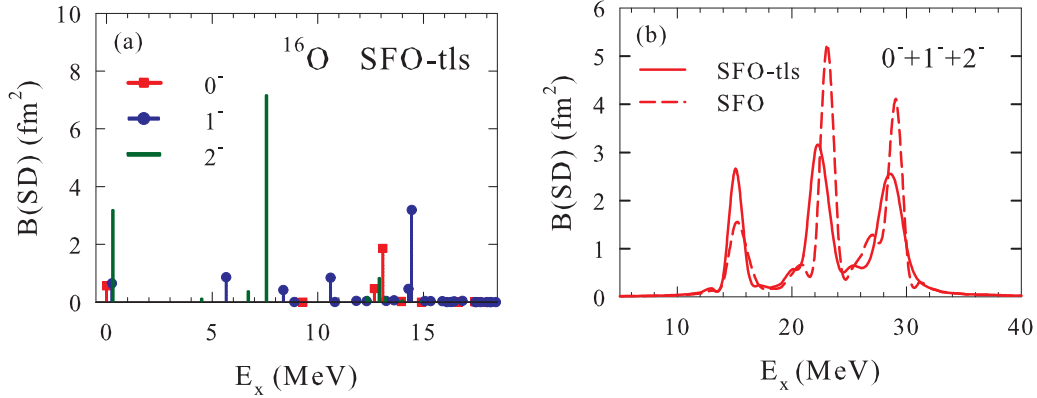 (a)
¹⁶O SFO-tls
0⁻
1⁻
2⁻
B(SD) (fm²)
10
8
6
4
2
0
0 5 10 15
Eₓ (MeV)
(b)
0⁻+1⁻+2⁻
SFO-tls
SFO
B(SD) (fm²)
6
5
4
3
2
1
0
10 20 30 40
Eₓ (MeV)